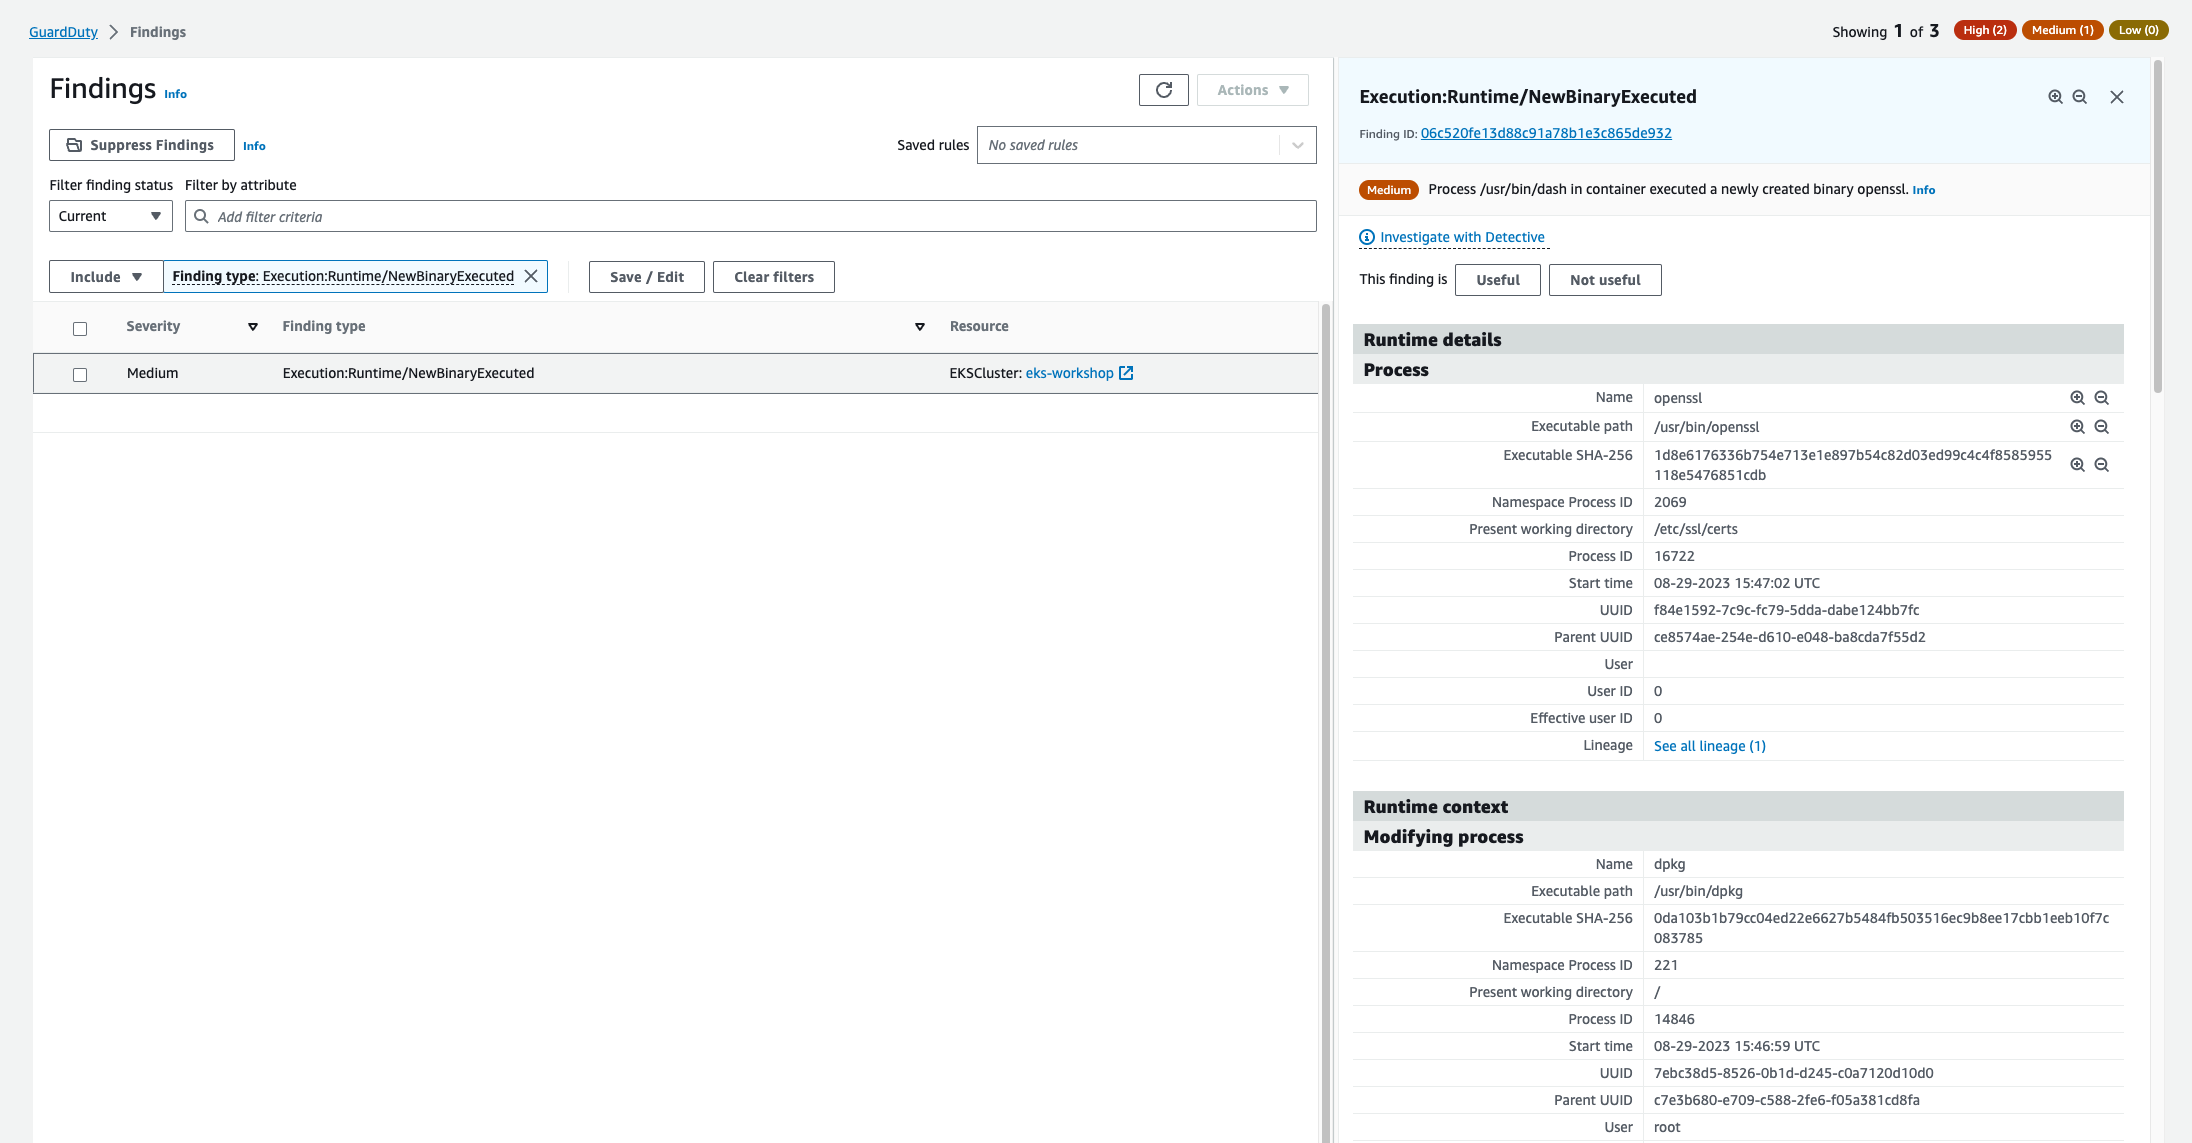 GuardDuty > Findings
Showing 1 of 3 High (2) Medium (1) Low (0)
Findings Info
Actions
Suppress Findings Info
Saved rules No saved rules
Filter finding status Filter by attribute
Current Add filter criteria
Include Finding type: Execution:Runtime/NewBinaryExecuted Save / Edit Clear filters
Severity Finding type Resource
Medium Execution:Runtime/NewBinaryExecuted EKSCluster: eks-workshop
Execution:Runtime/NewBinaryExecuted
Finding ID: 06c520fe13d88c91a78b1e3c865de932
Medium Process /usr/bin/dash in container executed a newly created binary openssl. Info
Investigate with Detective
This finding is Useful Not useful
Runtime details
Process
Name openssl
Executable path /usr/bin/openssl
Executable SHA-256 1d8e6176336b754e713e1e897b54c82d03ed99c4c4f8585955
118e5476851cdb
Namespace Process ID 2069
Present working directory /etc/ssl/certs
Process ID 16722
Start time 08-29-2023 15:47:02 UTC
UUID f84e1592-7c9c-fc79-5dda-dabe124bb7fc
Parent UUID ce8574ae-254e-d610-e048-ba8cda7f55d2
User
User ID 0
Effective user ID 0
Lineage See all lineage (1)
Runtime context
Modifying process
Name dpkg
Executable path /usr/bin/dpkg
Executable SHA-256 0da103b1b79cc04ed22e6627b5484fb503516ec9b8ee17cbb1eeb10f7c
083785
Namespace Process ID 221
Present working directory /
Process ID 14846
Start time 08-29-2023 15:46:59 UTC
UUID 7ebc38d5-8526-0b1d-d245-c0a7120d10d0
Parent UUID c7e3b680-e709-c588-2fe6-f05a381cd8fa
User root